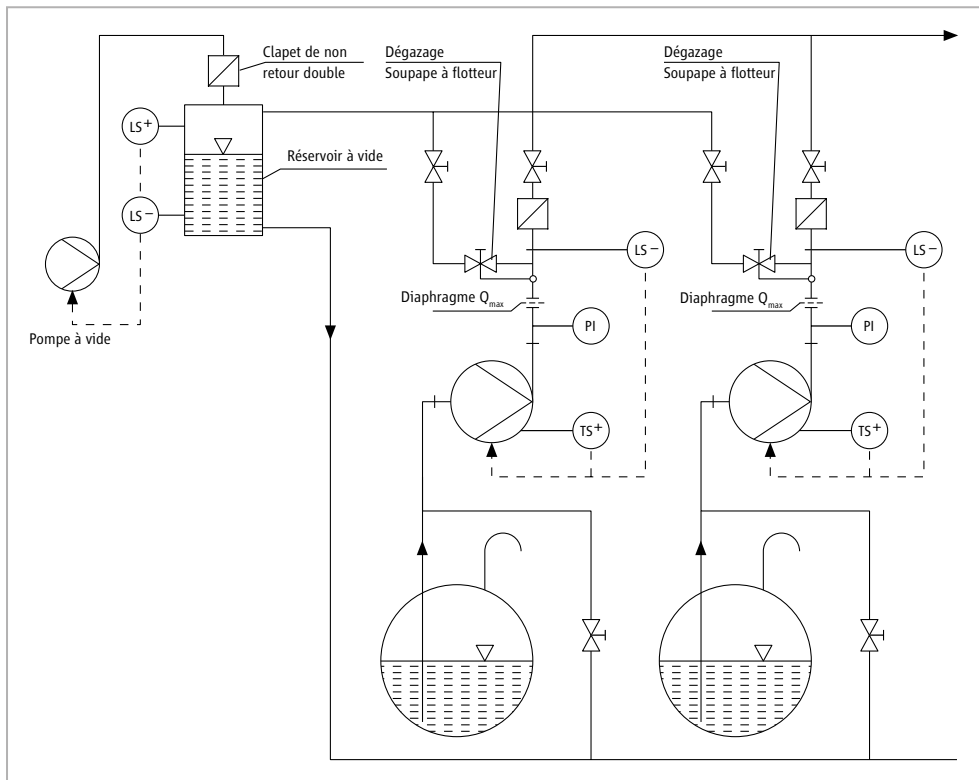 Clapet de non
retour double
Dégazage
Soupape à flotteur
Dégazage
Soupape à flotteur
LS+
Réservoir à vide
LS−
LS−
LS−
Diaphragme Qmax
Diaphragme Qmax
PI
PI
Pompe à vide
TS+
TS+